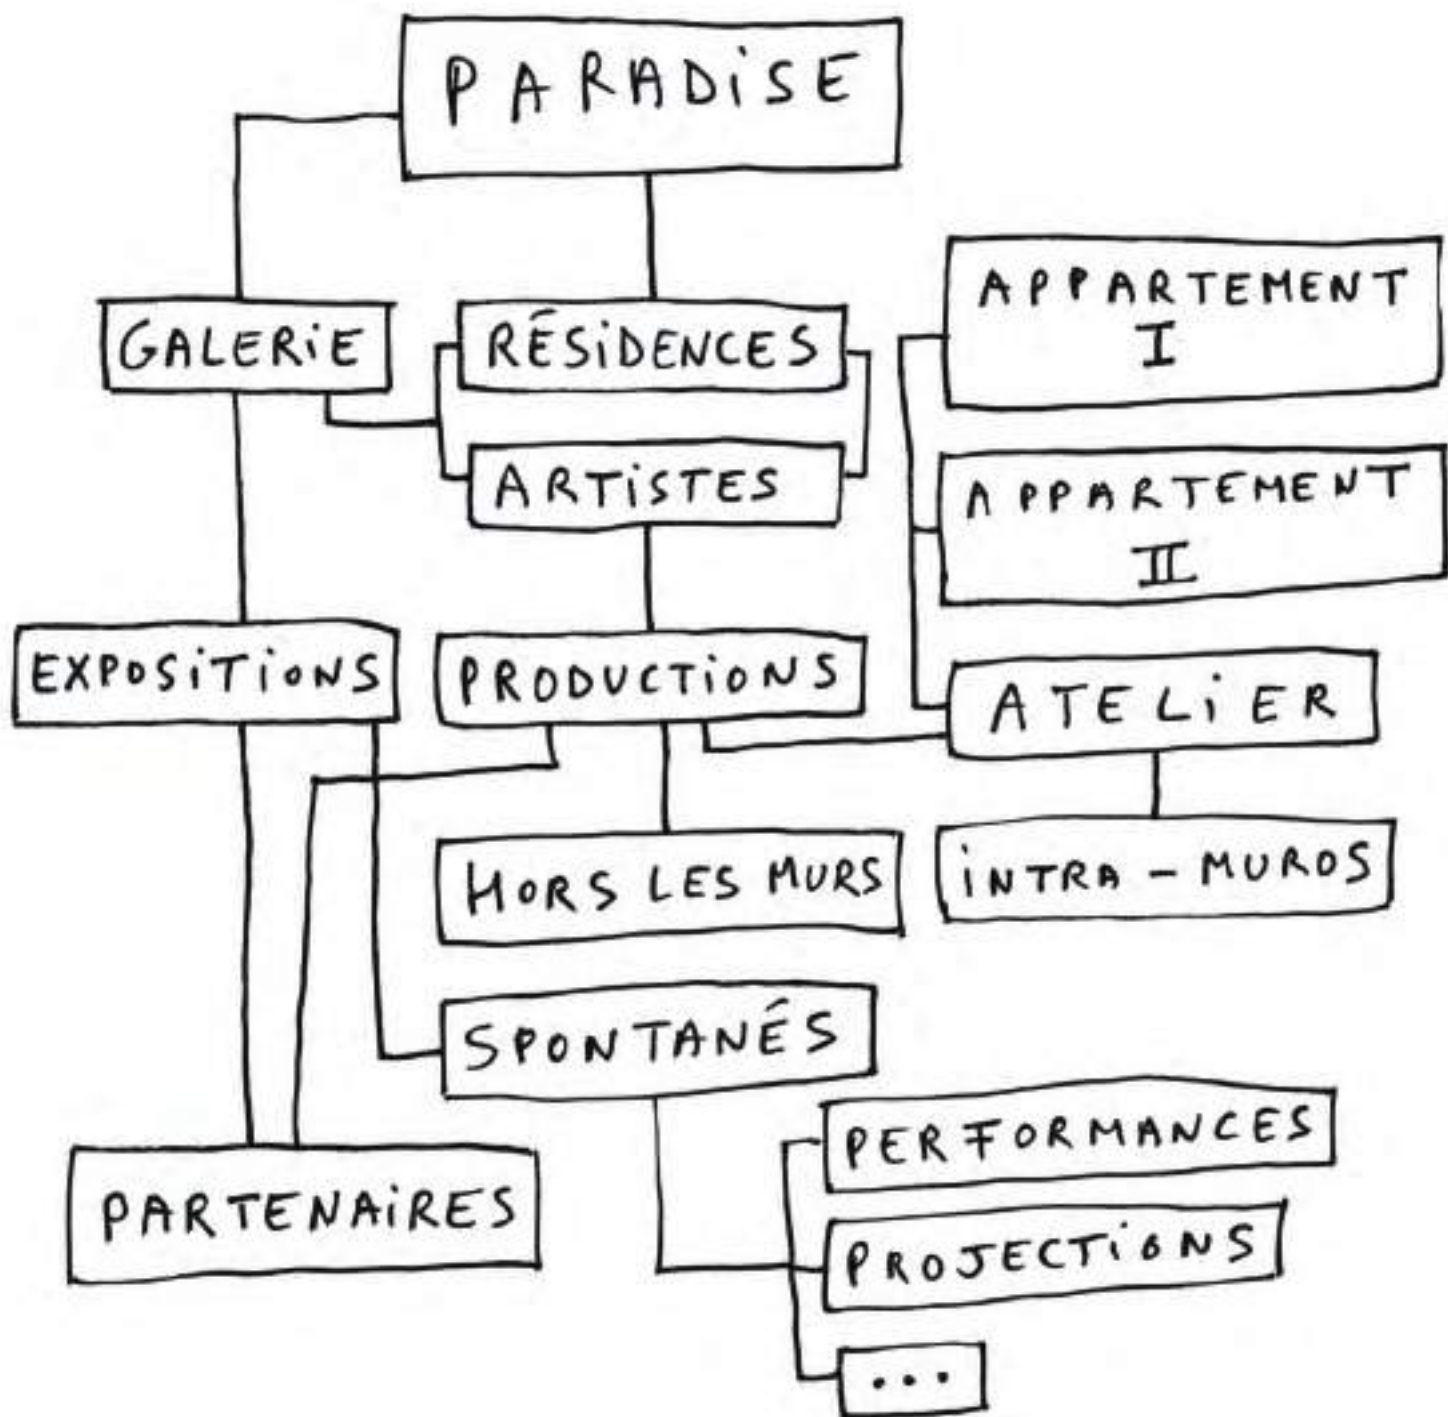 PARADiSE
GALERiE
RÉSiDENCES
ARTiSTES
APPARTEMENT
I
APPARTEMENT
II
EXPOSiTiONS
PRODUCTiONS
ATELiER
HORS LES MURS
iNTRA - MUROS
SPONTANÉS
PARTENAiRES
PERFORMANCES
PROJECTiONS
...